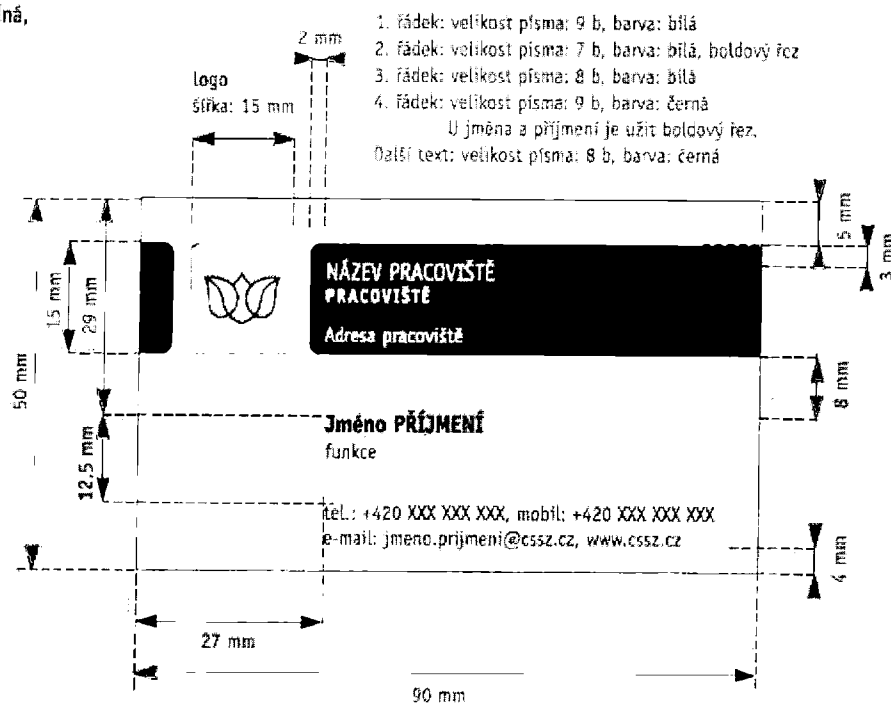 1. řádek: velikost písma: 9 b, barva: bílá
2. řádek: velikost písma: 7 b, barva: bílá, boldový řez
3. řádek: velikost písma: 8 b, barva: bílá
4. řádek: velikost písma: 9 b, barva: černá
U jména a příjmení je užit boldový řez.
Další text: velikost písma: 8 b, barva: černá
2 mm
logo
šířka: 15 mm
5 mm
3 mm
15 mm
29 mm
50 mm
NÁZEV PRACOVIŠTĚ
PRACOVIŠTĚ
Adresa pracoviště
8 mm
12,5 mm
Jméno PŘÍJMENÍ
funkce
tel.: +420 XXX XXX XXX, mobil: +420 XXX XXX XXX
e-mail: jmeno.prijmeni@cssz.cz, www.cssz.cz
4 mm
27 mm
90 mm